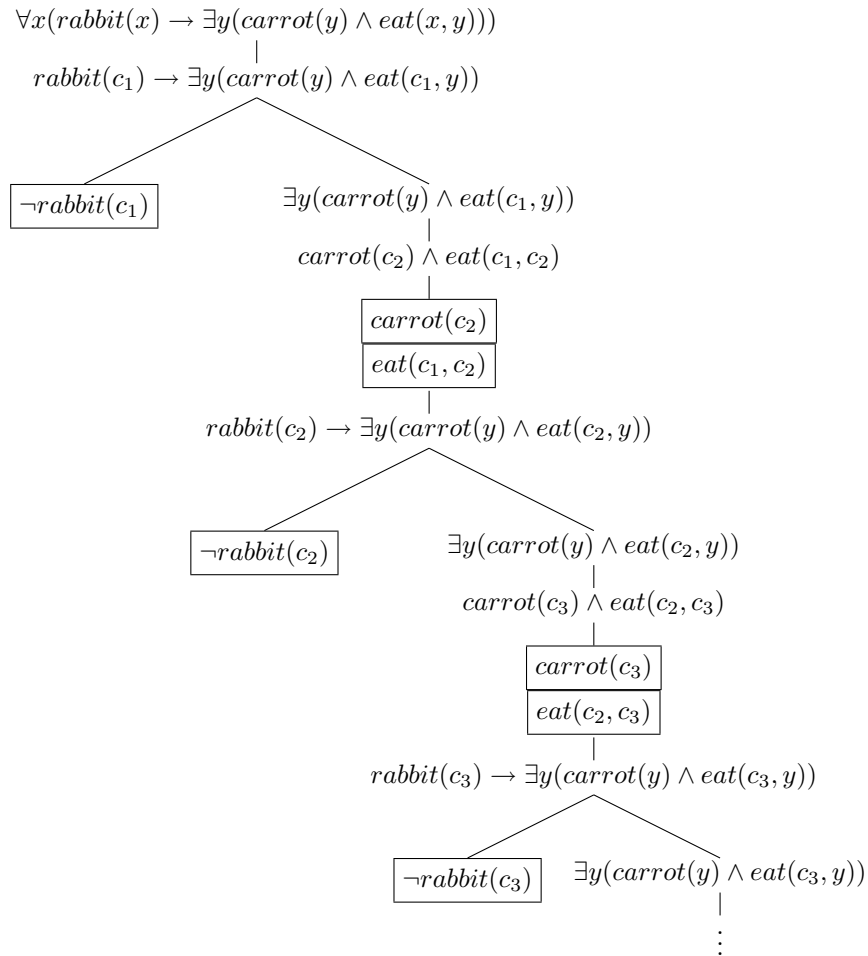 ∀x(rabbit(x) → ∃y(carrot(y) ∧ eat(x, y)))
rabbit(c₁) → ∃y(carrot(y) ∧ eat(c₁, y))
¬rabbit(c₁)
∃y(carrot(y) ∧ eat(c₁, y))
carrot(c₂) ∧ eat(c₁, c₂)
carrot(c₂)
eat(c₁, c₂)
rabbit(c₂) → ∃y(carrot(y) ∧ eat(c₂, y))
¬rabbit(c₂)
∃y(carrot(y) ∧ eat(c₂, y))
carrot(c₃) ∧ eat(c₂, c₃)
carrot(c₃)
eat(c₂, c₃)
rabbit(c₃) → ∃y(carrot(y) ∧ eat(c₃, y))
¬rabbit(c₃)
∃y(carrot(y) ∧ eat(c₃, y))
⋮